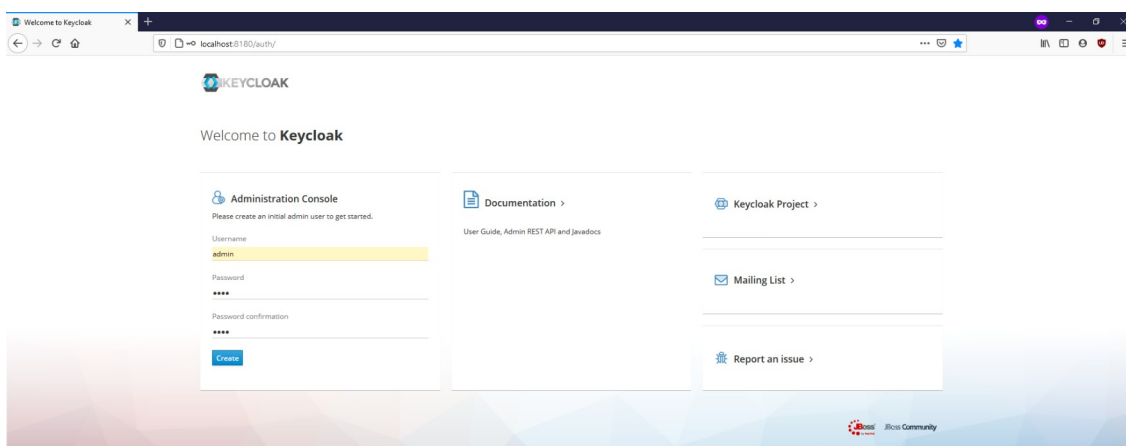 Welcome to Keycloak
localhost:8180/auth/
KEYCLOAK
Welcome to Keycloak
Administration Console
Please create an initial admin user to get started.
Username
admin
Password
••••
Password confirmation
••••
Create
Documentation >
User Guide, Admin REST API and Javadocs
Keycloak Project >
Mailing List >
Report an issue >
JBoss JBoss Community